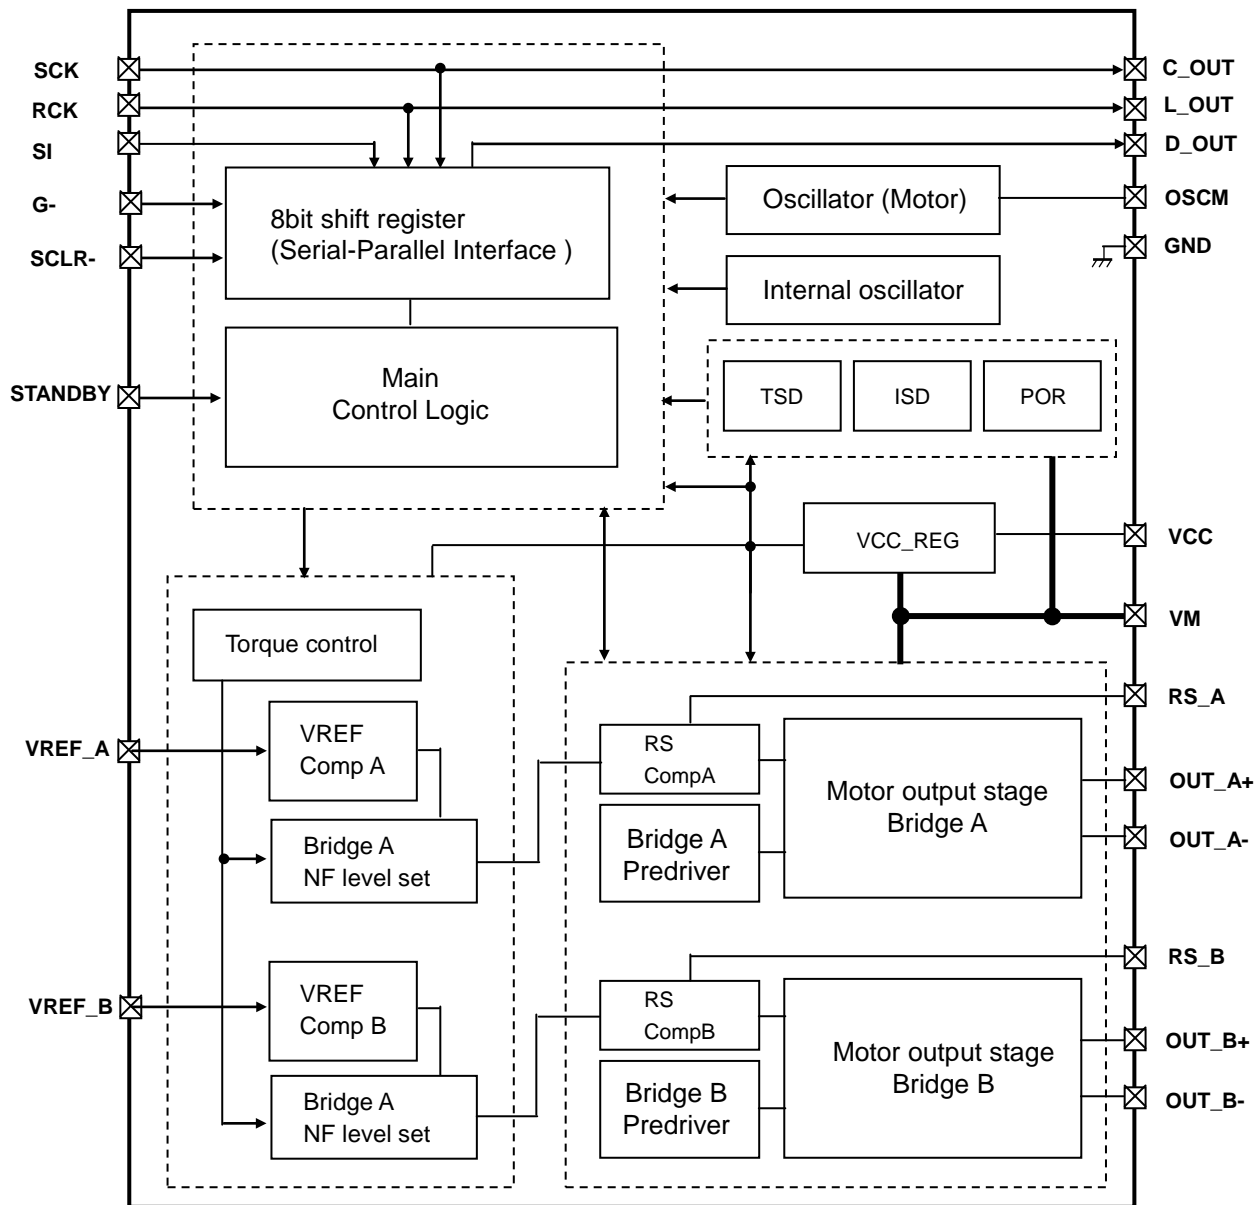 SCK
RCK
SI
G-
SCLR-
STANDBY
VREF_A
VREF_B
C_OUT
L_OUT
D_OUT
OSCM
GND
VCC
VM
RS_A
OUT_A+
OUT_A-
RS_B
OUT_B+
OUT_B-
8bit shift register
(Serial-Parallel Interface )
Main
Control Logic
Oscillator (Motor)
Internal oscillator
TSD
ISD
POR
VCC_REG
Torque control
VREF
Comp A
Bridge A
NF level set
VREF
Comp B
Bridge A
NF level set
RS
CompA
Bridge A
Predriver
Motor output stage
Bridge A
RS
CompB
Bridge B
Predriver
Motor output stage
Bridge B